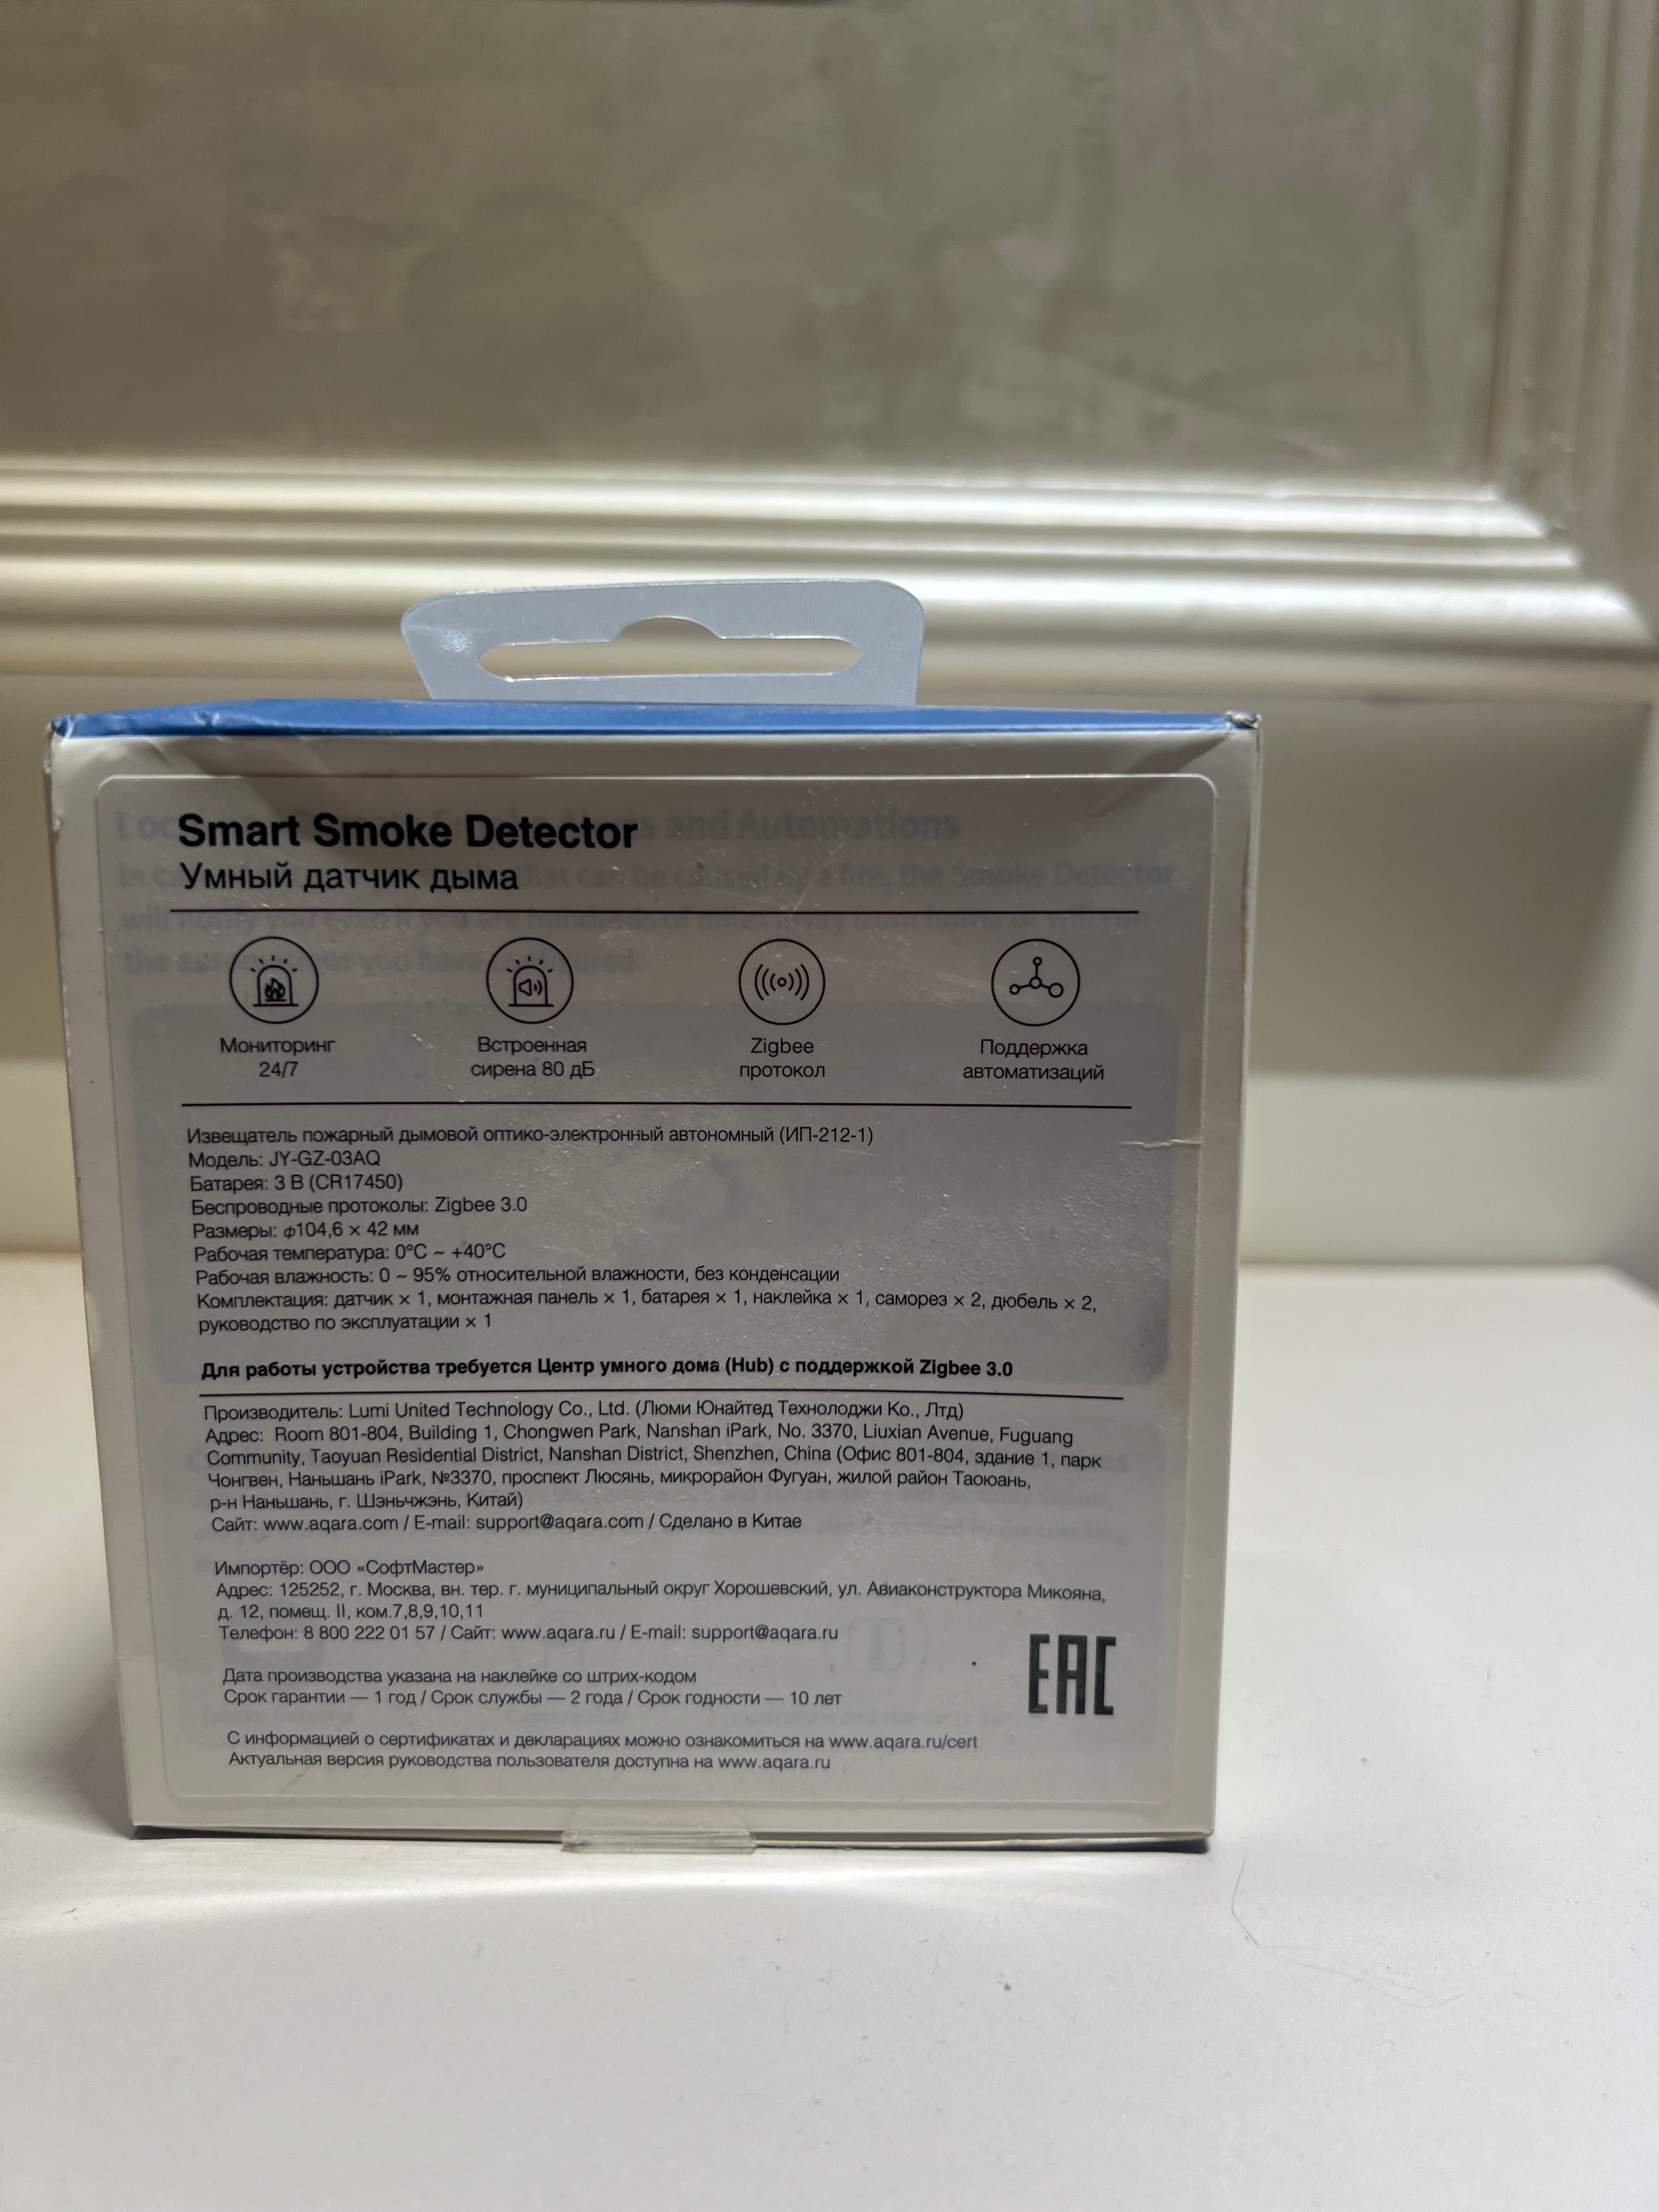 Smart Smoke Detector
Умный датчик дыма
Мониторинг
24/7
Встроенная
сирена 80 дБ
Zigbee
протокол
Поддержка
автоматизаций
Извещатель пожарный дымовой оптико-электронный автономный (ИП-212-1)
Модель: JY-GZ-03AQ
Батарея: 3 В (CR17450)
Беспроводные протоколы: Zigbee 3.0
Размеры: ф104,6 × 42 мм
Рабочая температура: 0°C ~ +40°C
Рабочая влажность: 0 ~ 95% относительной влажности, без конденсации
Комплектация: датчик × 1, монтажная панель × 1, батарея × 1, наклейка × 1, саморез × 2, дюбель × 2,
руководство по эксплуатации × 1
Для работы устройства требуется Центр умного дома (Hub) с поддержкой Zigbee 3.0
Производитель: Lumi United Technology Co., Ltd. (Люми Юнайтед Технолоджи Ко., Лтд)
Адрес: Room 801-804, Building 1, Chongwen Park, Nanshan iPark, No. 3370, Liuxian Avenue, Fuguang
Community, Taoyuan Residential District, Nanshan District, Shenzhen, China (Офис 801-804, здание 1, парк
Чонгвен, Наньшань iPark, №3370, проспект Люсянь, микрорайон Фугуан, жилой район Таоюань,
р-н Наньшань, г. Шэньчжэнь, Китай)
Сайт: www.aqara.com / E-mail: support@aqara.com / Сделано в Китае
Импортёр: ООО «СофтМастер»
Адрес: 125252, г. Москва, вн. тер. г. муниципальный округ Хорошевский, ул. Авиаконструктора Микояна,
д. 12, помещ. II, ком.7,8,9,10,11
Телефон: 8 800 222 01 57 / Сайт: www.aqara.ru / E-mail: support@aqara.ru
EAC
Дата производства указана на наклейке со штрих-кодом
Срок гарантии — 1 год / Срок службы — 2 года / Срок годности — 10 лет
С информацией о сертификатах и декларациях можно ознакомиться на www.aqara.ru/cert
Актуальная версия руководства пользователя доступна на www.aqara.ru